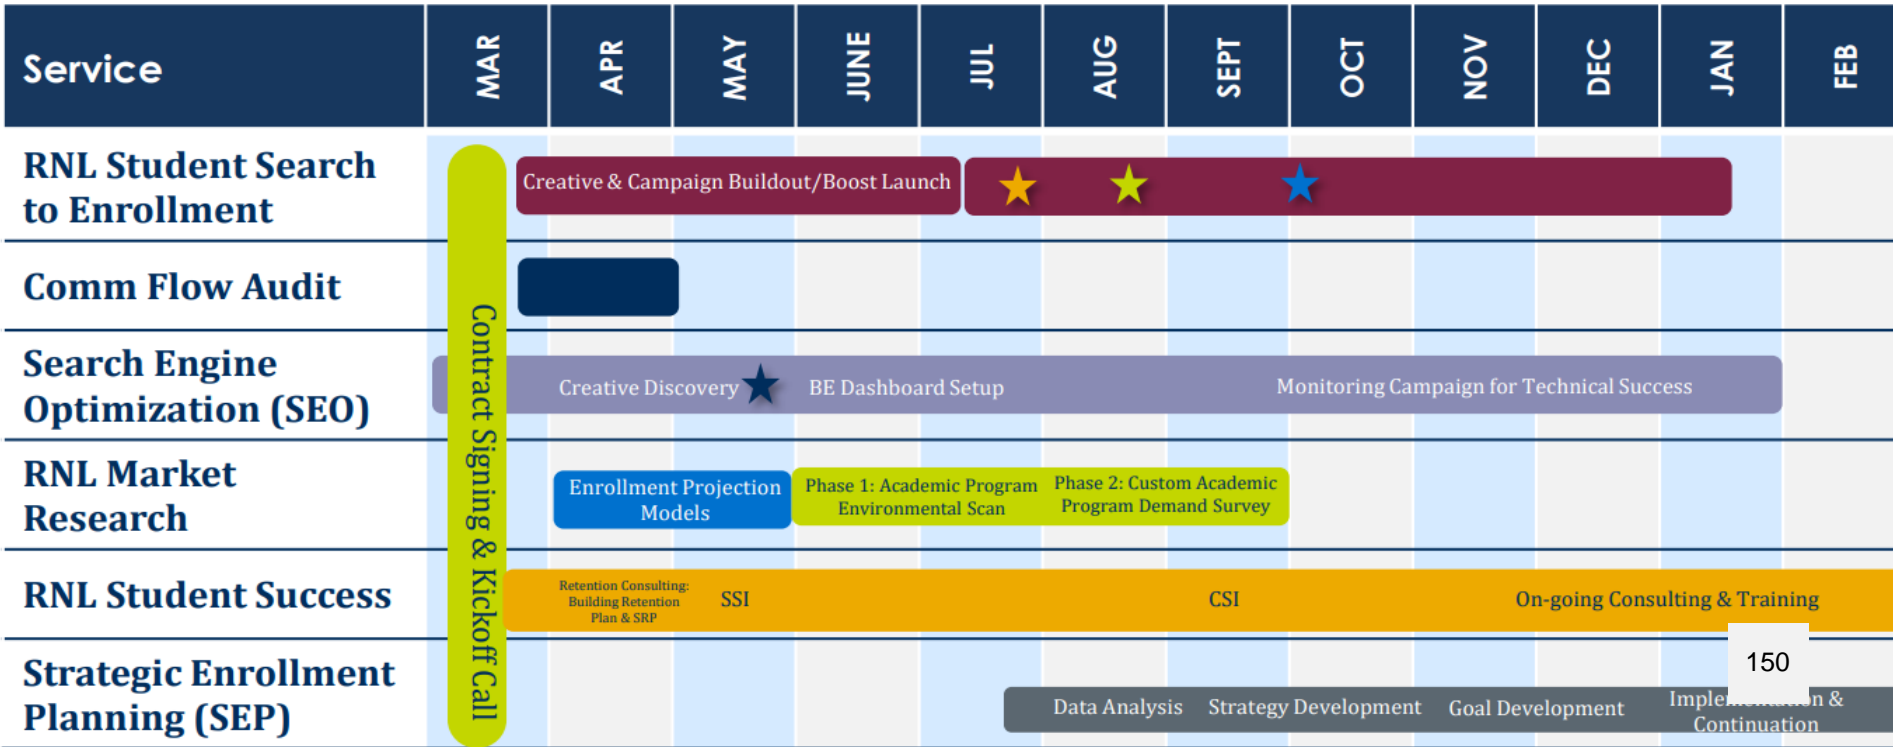 Service
MAR
APR
MAY
JUNE
JUL
AUG
SEPT
OCT
NOV
DEC
JAN
FEB
Contract Signing & Kickoff Call
RNL Student Search
to Enrollment
Creative & Campaign Buildout/Boost Launch
Comm Flow Audit
Search Engine
Optimization (SEO)
Creative Discovery
BE Dashboard Setup
Monitoring Campaign for Technical Success
RNL Market
Research
Enrollment Projection
Models
Phase 1: Academic Program
Environmental Scan
Phase 2: Custom Academic
Program Demand Survey
RNL Student Success
Retention Consulting:
Building Retention
Plan & SRP
SSI
CSI
On-going Consulting & Training
Strategic Enrollment
Planning (SEP)
Data Analysis
Strategy Development
Goal Development
&
Continuation
150